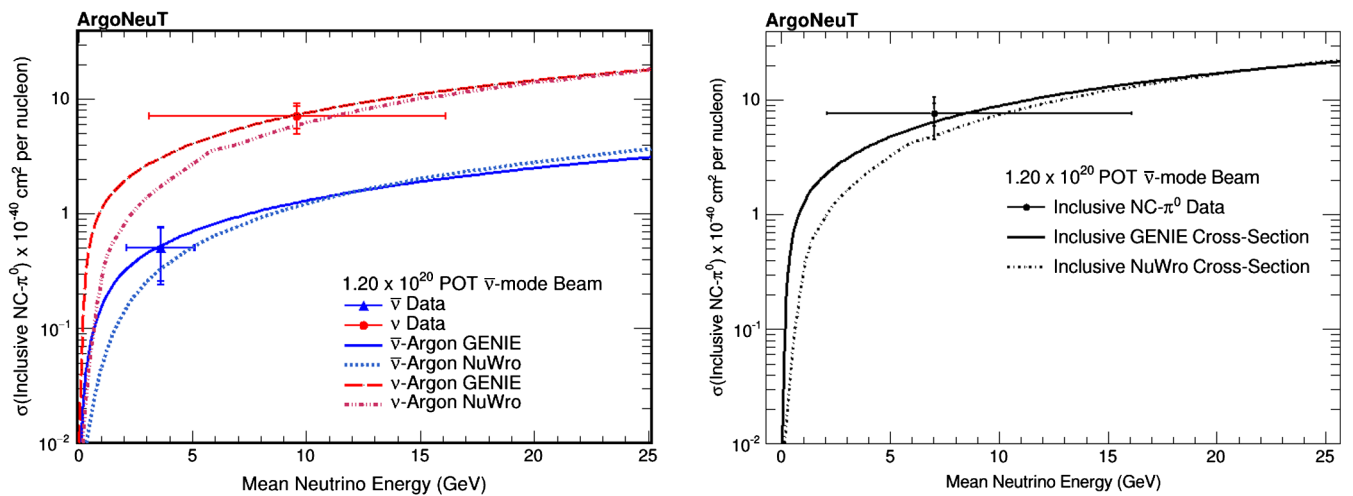 ArgoNeuT
σ(Inclusive NC-π⁰) x 10⁻⁴⁰ cm² per nucleon)
10
1
10⁻¹
10⁻²
1.20 x 10²⁰ POT ν̅-mode Beam
ν̅ Data
ν Data
ν̅-Argon GENIE
ν̅-Argon NuWro
ν-Argon GENIE
ν-Argon NuWro
0 5 10 15 20 25
Mean Neutrino Energy (GeV)
ArgoNeuT
σ(Inclusive NC-π⁰) x 10⁻⁴⁰ cm² per nucleon)
10
1
10⁻¹
10⁻²
1.20 x 10²⁰ POT ν̅-mode Beam
Inclusive NC-π⁰ Data
Inclusive GENIE Cross-Section
Inclusive NuWro Cross-Section
0 5 10 15 20 25
Mean Neutrino Energy (GeV)